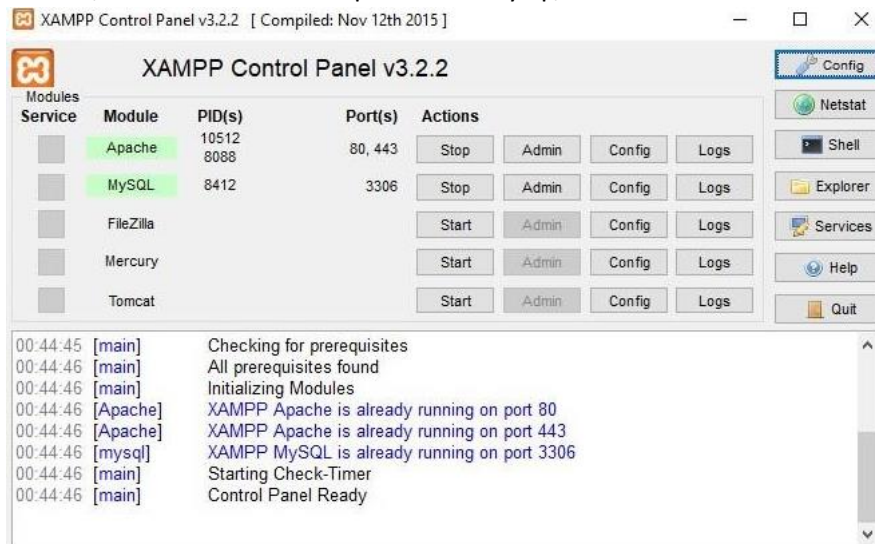 XAMPP Control Panel v3.2.2 [ Compiled: Nov 12th 2015 ]
XAMPP Control Panel v3.2.2
Config
Modules
Service Module PID(s) Port(s) Actions
Netstat
Apache 10512 8088 80, 443 Stop Admin Config Logs
Shell
MySQL 8412 3306 Stop Admin Config Logs
Explorer
FileZilla Start Admin Config Logs
Services
Mercury Start Admin Config Logs
Help
Tomcat Start Admin Config Logs
Quit
00:44:45 [main] Checking for prerequisites
00:44:46 [main] All prerequisites found
00:44:46 [main] Initializing Modules
00:44:46 [Apache] XAMPP Apache is already running on port 80
00:44:46 [Apache] XAMPP Apache is already running on port 443
00:44:46 [mysql] XAMPP MySQL is already running on port 3306
00:44:46 [main] Starting Check-Timer
00:44:46 [main] Control Panel Ready